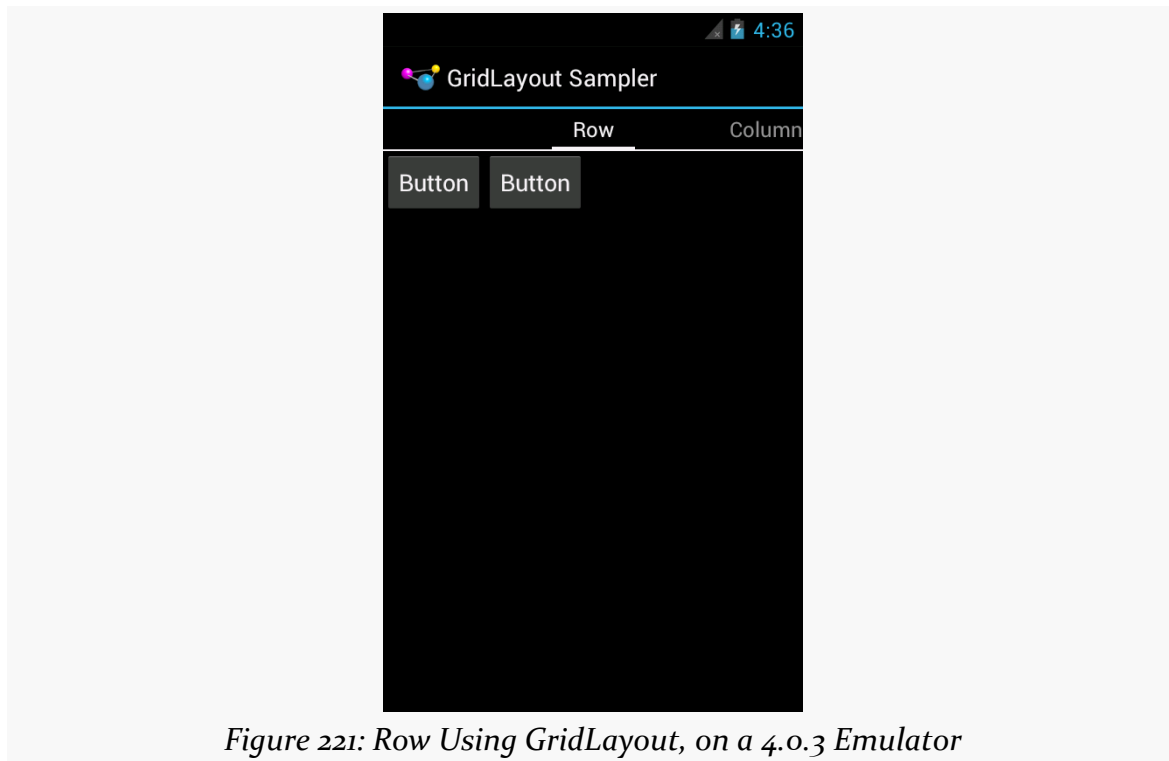 4:36
GridLayout Sampler
Row Column
Button Button
Figure 221: Row Using GridLayout, on a 4.0.3 Emulator